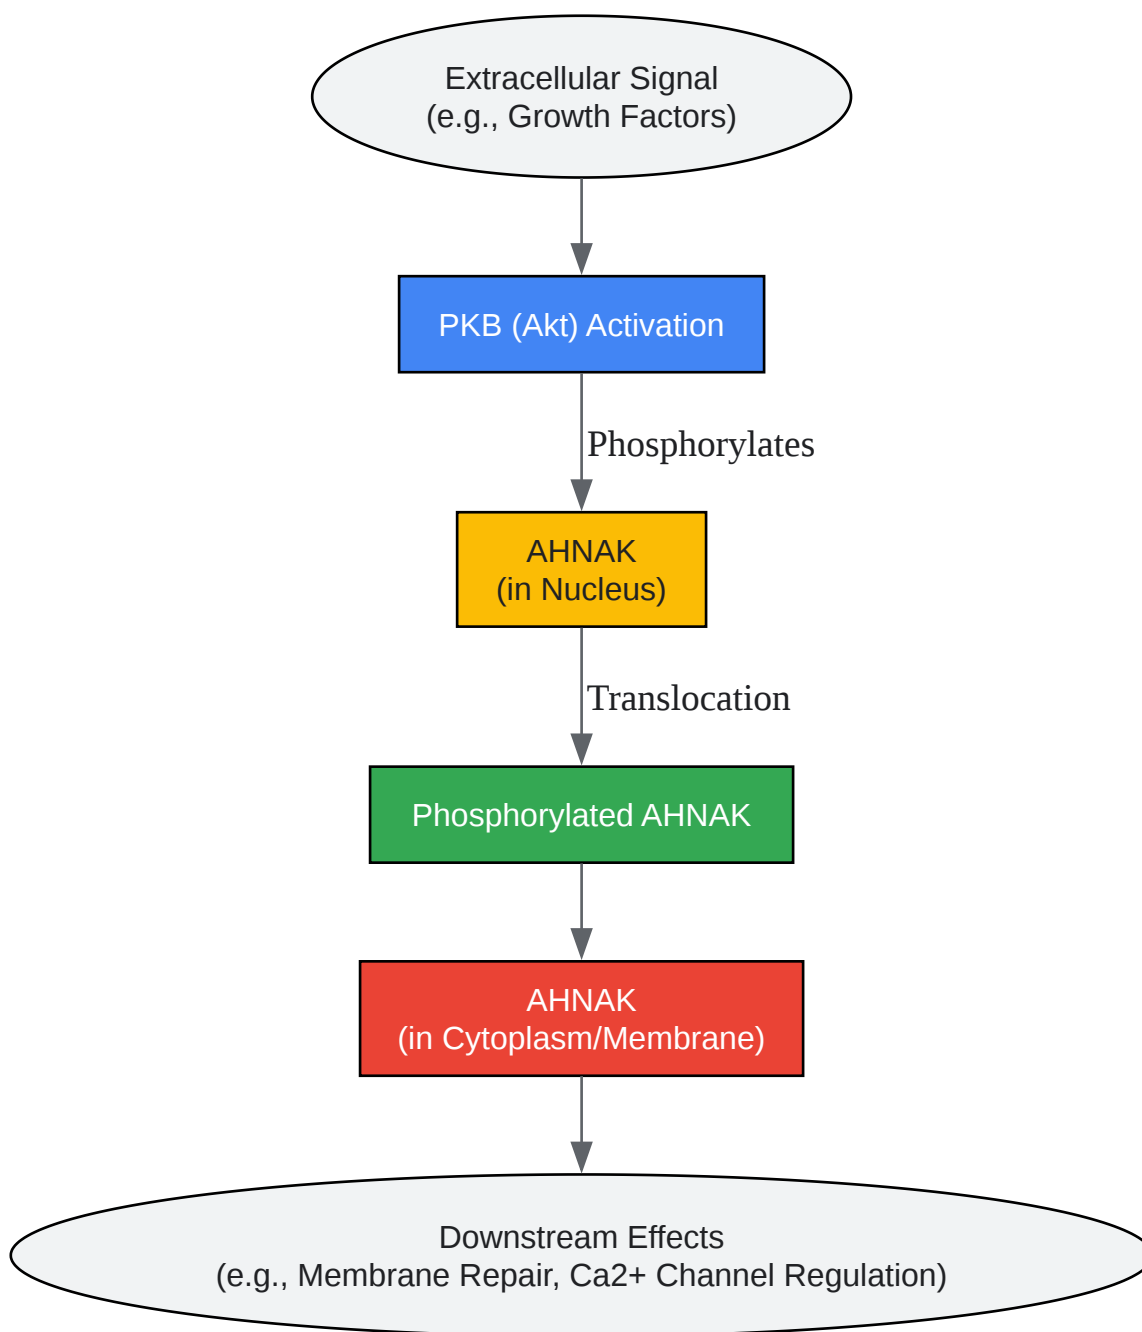 Extracellular Signal
(e.g., Growth Factors)
PKB (Akt) Activation
Phosphorylates
AHNAK
(in Nucleus)
Translocation
Phosphorylated AHNAK
AHNAK
(in Cytoplasm/Membrane)
Downstream Effects
(e.g., Membrane Repair, Ca2+ Channel Regulation)